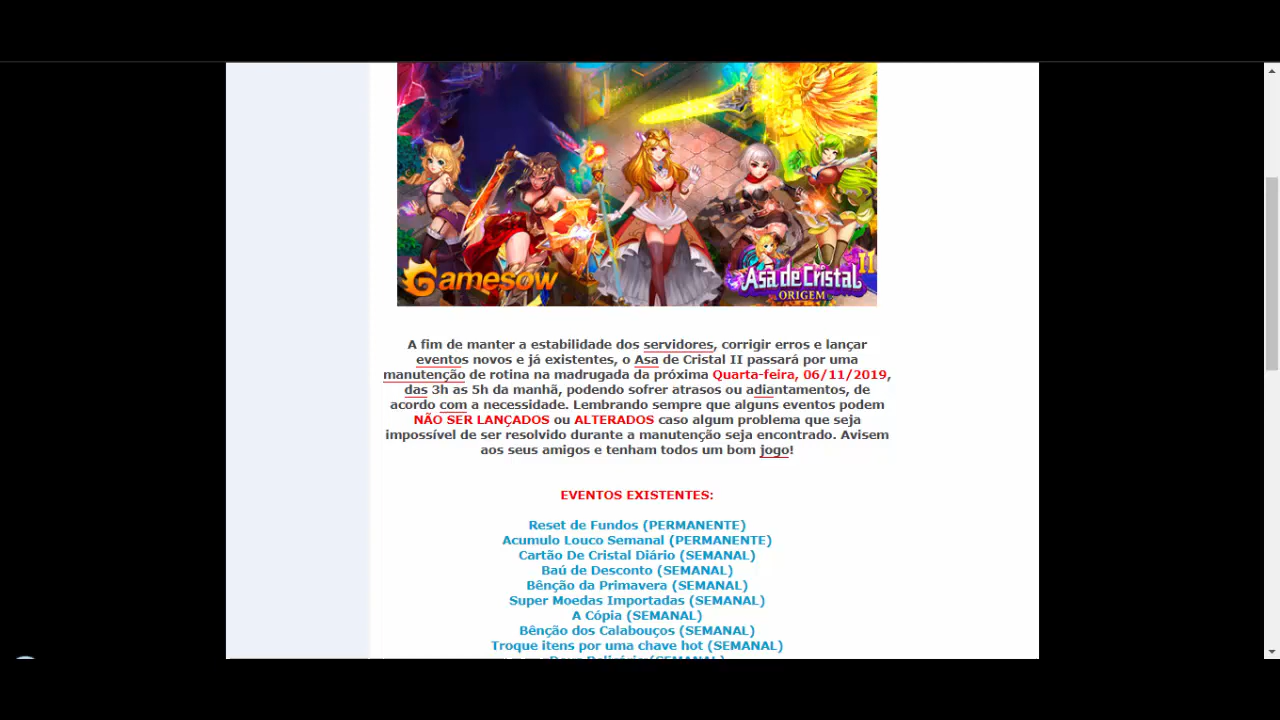 Gamesow
Asa de Cristal II
ORIGEM
A fim de manter a estabilidade dos servidores, corrigir erros e lançar
eventos novos e já existentes, o Asa de Cristal II passará por uma
manutenção de rotina na madrugada da próxima Quarta-feira, 06/11/2019,
das 3h as 5h da manhã, podendo sofrer atrasos ou adiantamentos, de
acordo com a necessidade. Lembrando sempre que alguns eventos podem
NÃO SER LANÇADOS ou ALTERADOS caso algum problema que seja
impossível de ser resolvido durante a manutenção seja encontrado. Avisem
aos seus amigos e tenham todos um bom jogo!
EVENTOS EXISTENTES:
Reset de Fundos (PERMANENTE)
Acumulo Louco Semanal (PERMANENTE)
Cartão De Cristal Diário (SEMANAL)
Baú de Desconto (SEMANAL)
Bênção da Primavera (SEMANAL)
Super Moedas Importadas (SEMANAL)
A Cópia (SEMANAL)
Bênção dos Calabouços (SEMANAL)
Troque itens por uma chave hot (SEMANAL)